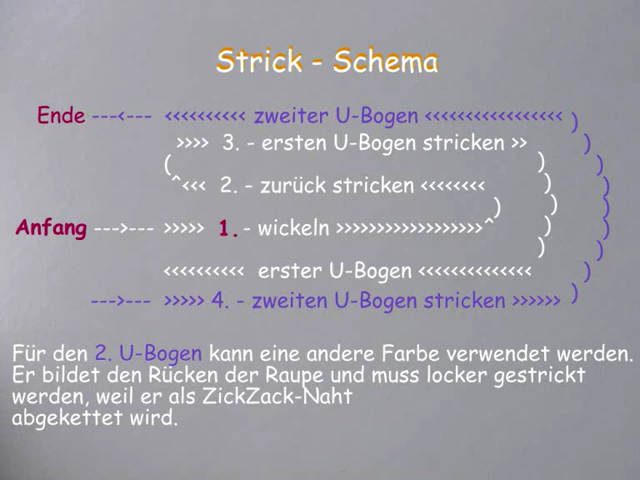 Strick - Schema
Ende ---<--- <<<<<<<<<< zweiter U-Bogen <<<<<<<<<<<<<<<<< )
>>>> 3. - ersten U-Bogen stricken >> )
( ) )
^<<< 2. - zurück stricken <<<<<<<< ) )
) ) )
Anfang --->--- >>>>> 1. - wickeln >>>>>>>>>>>>>>>>>>^ ) )
) )
<<<<<<<<<< erster U-Bogen <<<<<<<<<<<<<< )
--->--- >>>>> 4. - zweiten U-Bogen stricken >>>>>> )
Für den 2. U-Bogen kann eine andere Farbe verwendet werden.
Er bildet den Rücken der Raupe und muss locker gestrickt
werden, weil er als ZickZack-Naht
abgekettet wird.